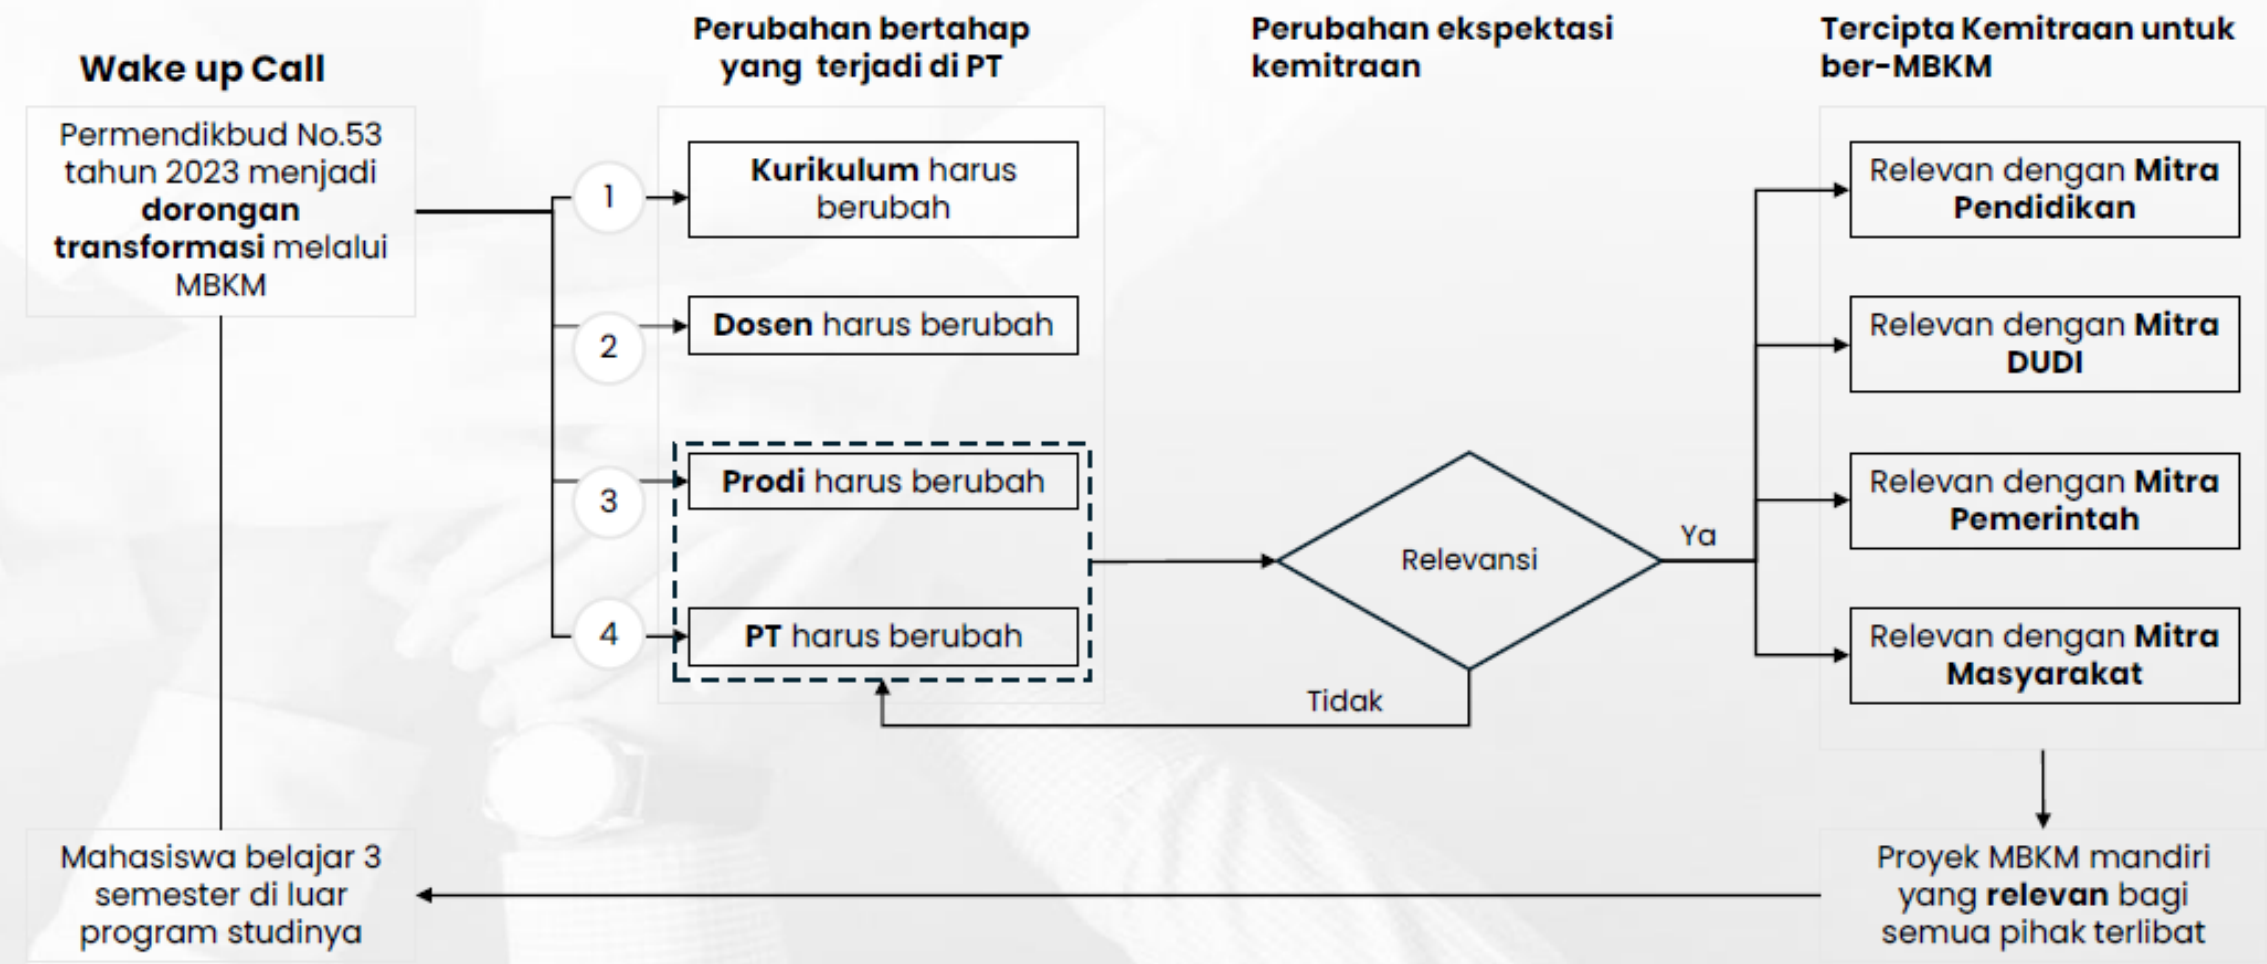 Wake up Call
Permendikbud No.53
tahun 2023 menjadi
dorongan
transformasi melalui
MBKM
Perubahan bertahap
yang terjadi di PT
1
Kurikulum harus
berubah
2
Dosen harus berubah
3
Prodi harus berubah
4
PT harus berubah
Perubahan ekspektasi
kemitraan
Relevansi
Ya
Tidak
Tercipta Kemitraan untuk
ber-MBKM
Relevan dengan Mitra
Pendidikan
Relevan dengan Mitra
DUDI
Relevan dengan Mitra
Pemerintah
Relevan dengan Mitra
Masyarakat
Proyek MBKM mandiri
yang relevan bagi
semua pihak terlibat
Mahasiswa belajar 3
semester di luar
program studinya